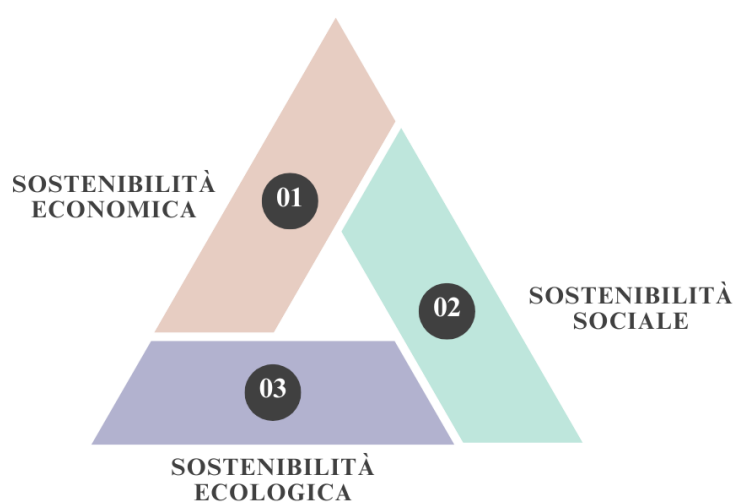 SOSTENIBILITÀ
ECONOMICA
01
02
SOSTENIBILITÀ
SOCIALE
03
SOSTENIBILITÀ
ECOLOGICA